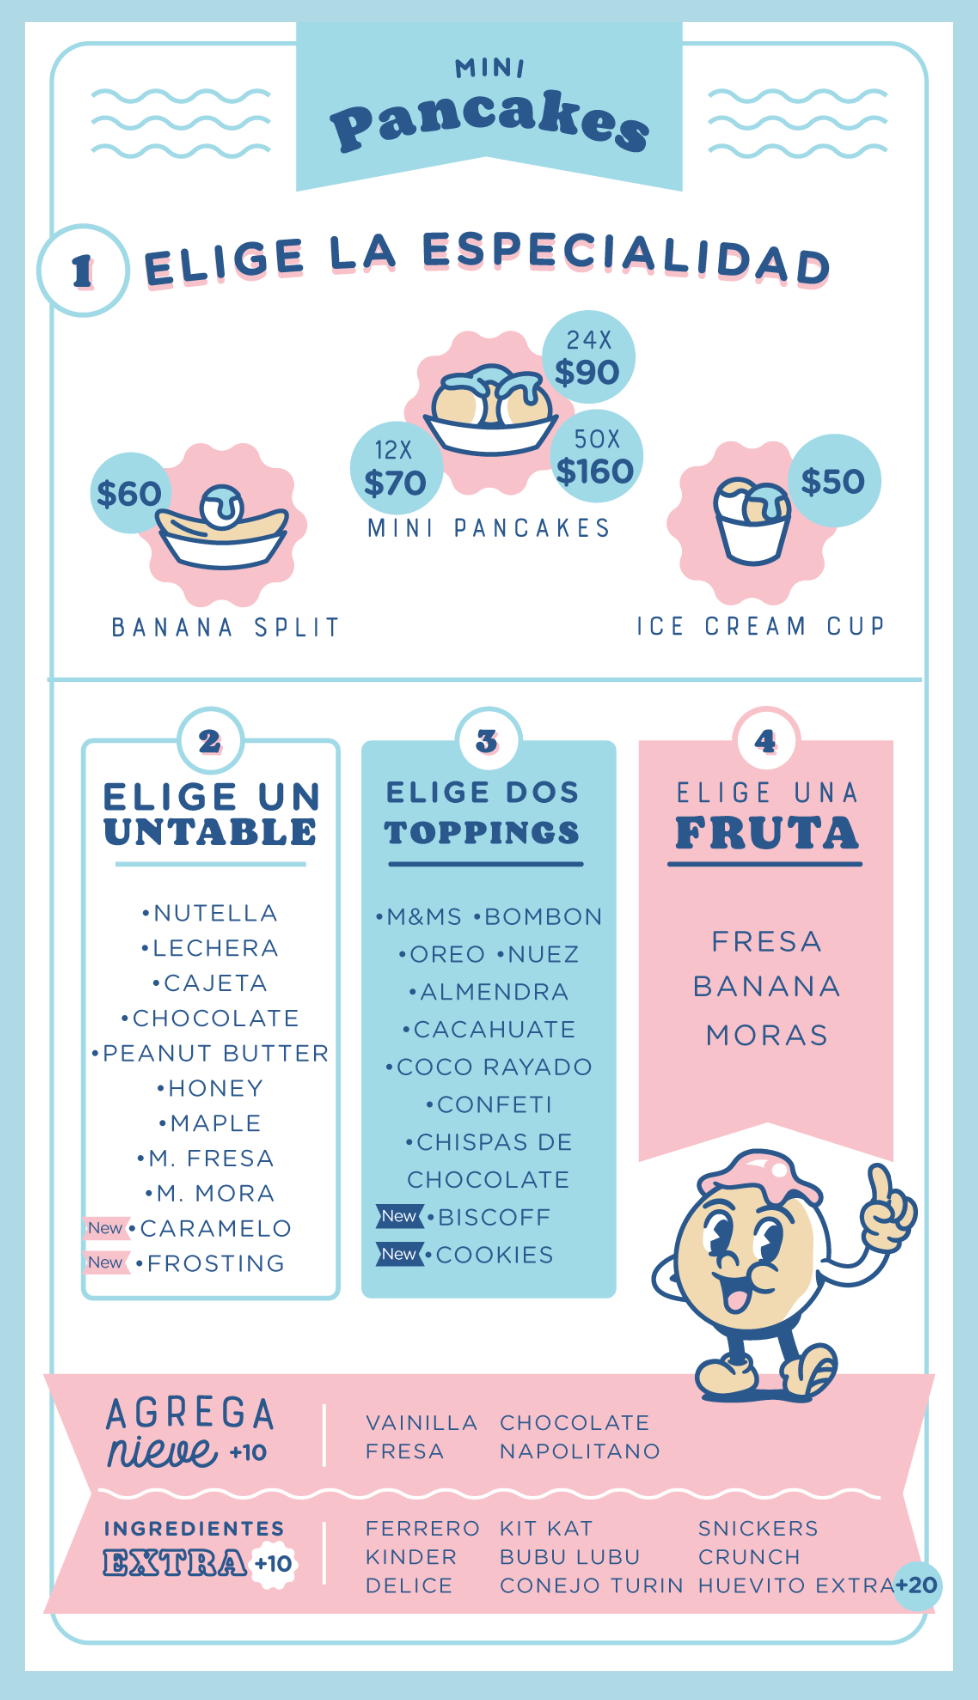 MINI
Pancakes
1 ELIGE LA ESPECIALIDAD
24X
$90
12X
$70
50X
$160
MINI PANCAKES
$60
BANANA SPLIT
$50
ICE CREAM CUP
2
ELIGE UN
UNTABLE
•NUTELLA
•LECHERA
•CAJETA
•CHOCOLATE
•PEANUT BUTTER
•HONEY
•MAPLE
•M. FRESA
•M. MORA
New •CARAMELO
New •FROSTING
3
ELIGE DOS
TOPPINGS
•M&MS •BOMBON
•OREO •NUEZ
•ALMENDRA
•CACAHUATE
•COCO RAYADO
•CONFETI
•CHISPAS DE
CHOCOLATE
New •BISCOFF
New •COOKIES
4
ELIGE UNA
FRUTA
FRESA
BANANA
MORAS
AGREGA
nieve +10
VAINILLA CHOCOLATE
FRESA NAPOLITANO
INGREDIENTES
EXTRA +10
FERRERO KIT KAT SNICKERS
KINDER BUBU LUBU CRUNCH
DELICE CONEJO TURIN HUEVITO EXTRA +20